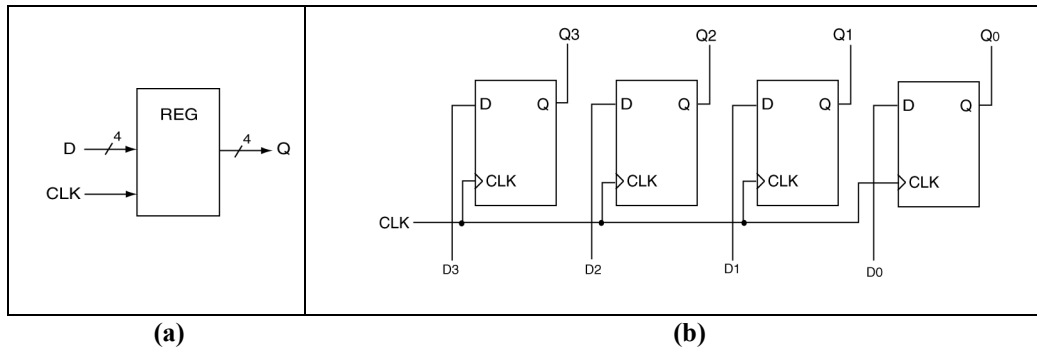 REG
D 4 4 Q
CLK
(a)
Q3 Q2 Q1 Q0
D Q D Q D Q D Q
CLK CLK CLK CLK
CLK
D3 D2 D1 D0
(b)